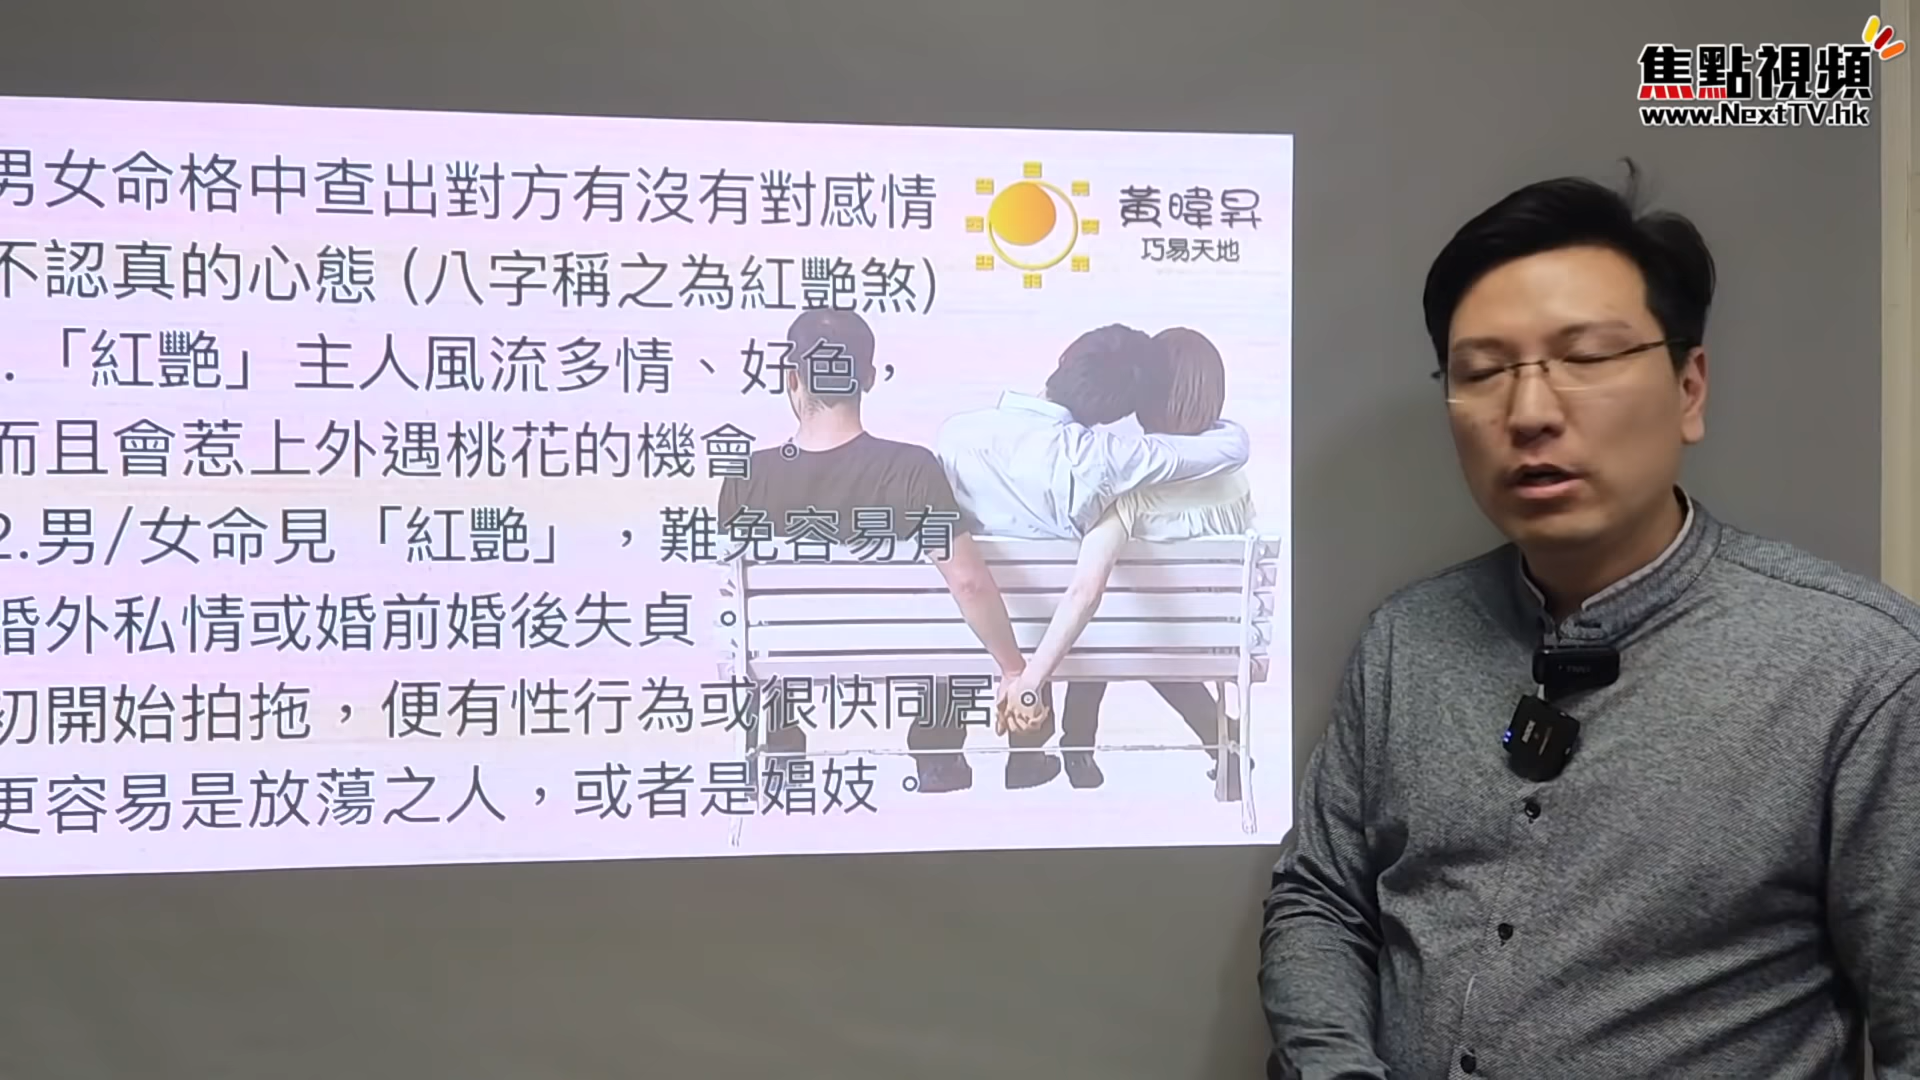 焦點視頻
www.NextTV.hk
男女命格中查出對方有沒有對感情
不認真的心態 (八字稱之為紅艷煞)
.「紅艷」主人風流多情、好色，
而且會惹上外遇桃花的機會。
2.男/女命見「紅艷」，難免容易有
婚外私情或婚前婚後失貞。
初開始拍拖，便有性行為或很快同居。
更容易是放蕩之人，或者是娼妓。
黃暐昇
巧易天地